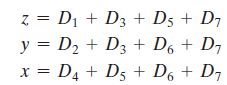 z = D₁ + D₃ + D₅ + D₇
y = D₂ + D₃ + D₆ + D₇
x = D₄ + D₅ + D₆ + D₇